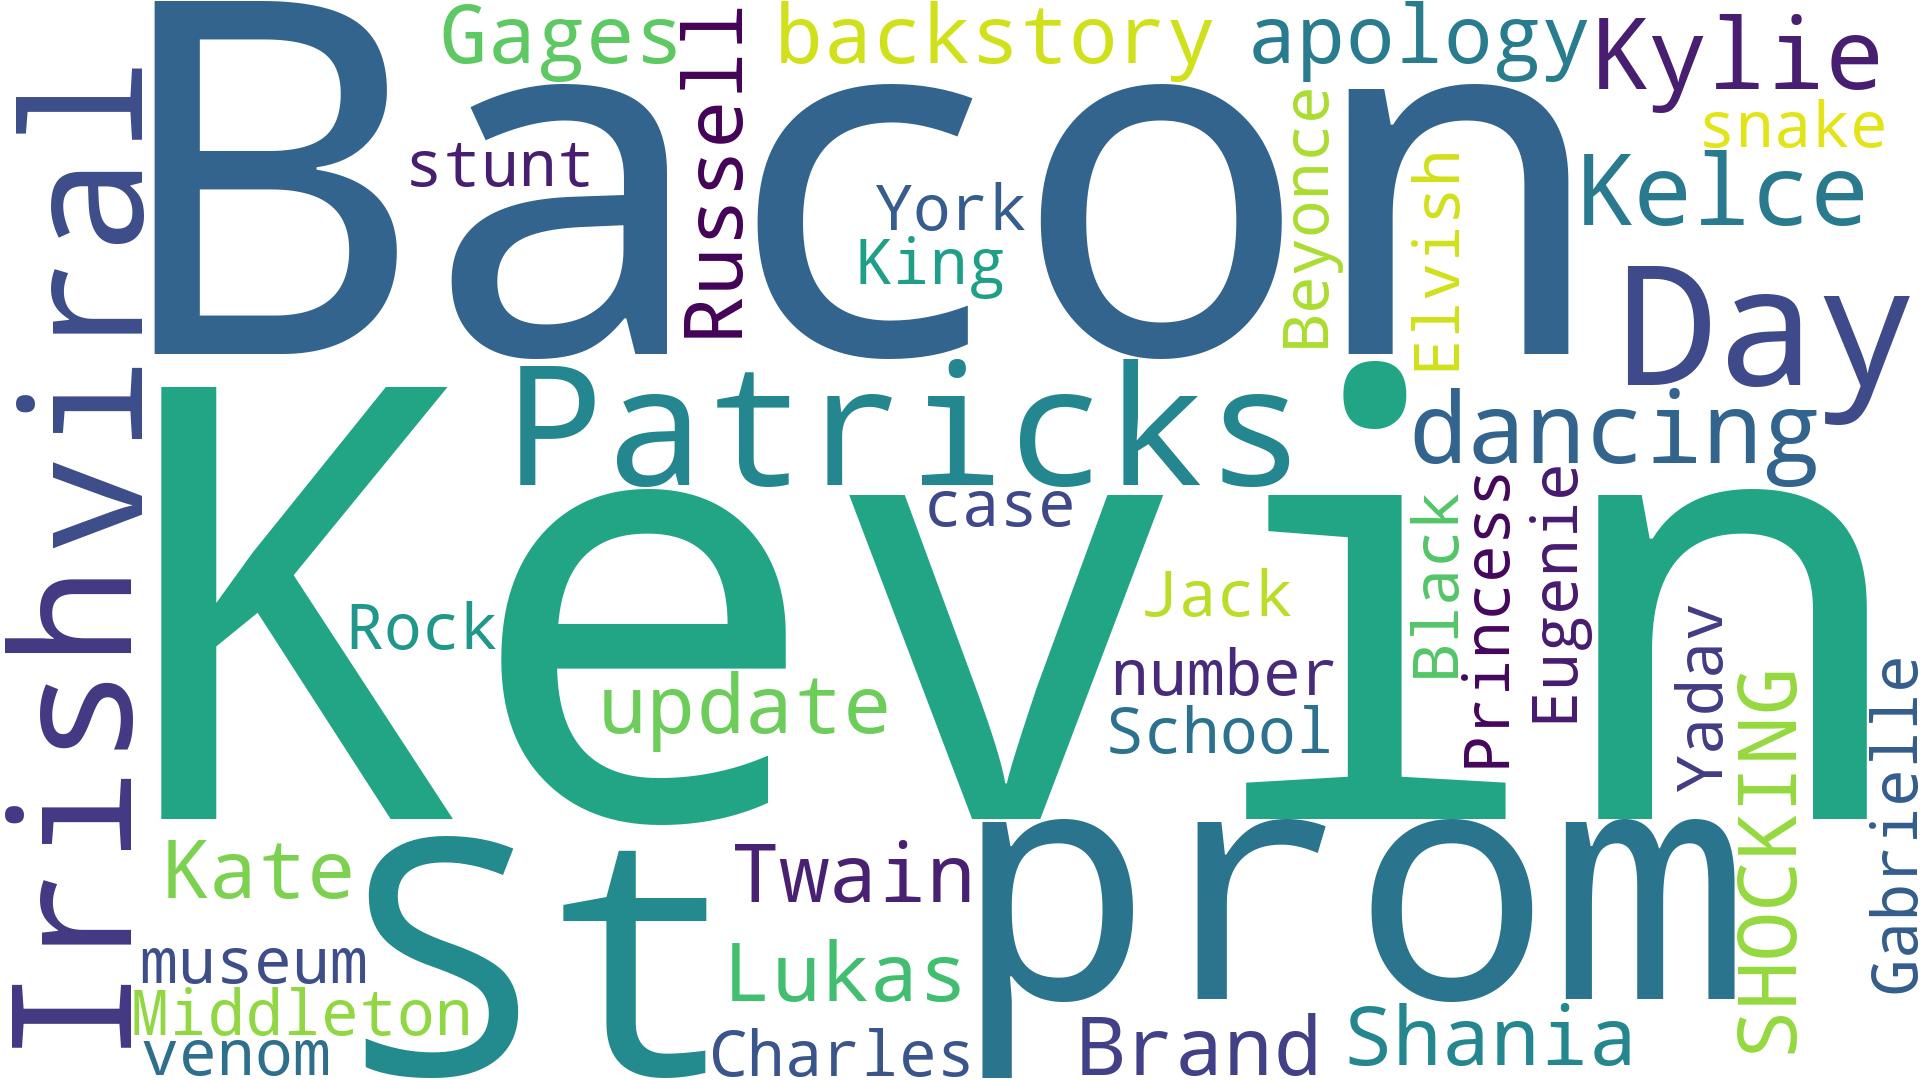 Gages
backstory
apology
Kylie
Bacon
Russell
snake
stunt
Beyonce
York
King
Elvish
Kelce
Irishviral
Day
Patricks
dancing
Kevin
case
Black
Princess
Eugenie
Jack
Rock
number
update
School
Yadav
SHOCKING
Gabrielle
Kate
St
Twain
prom
museum
Lukas
Middleton
venom
Charles
Brand
Shania